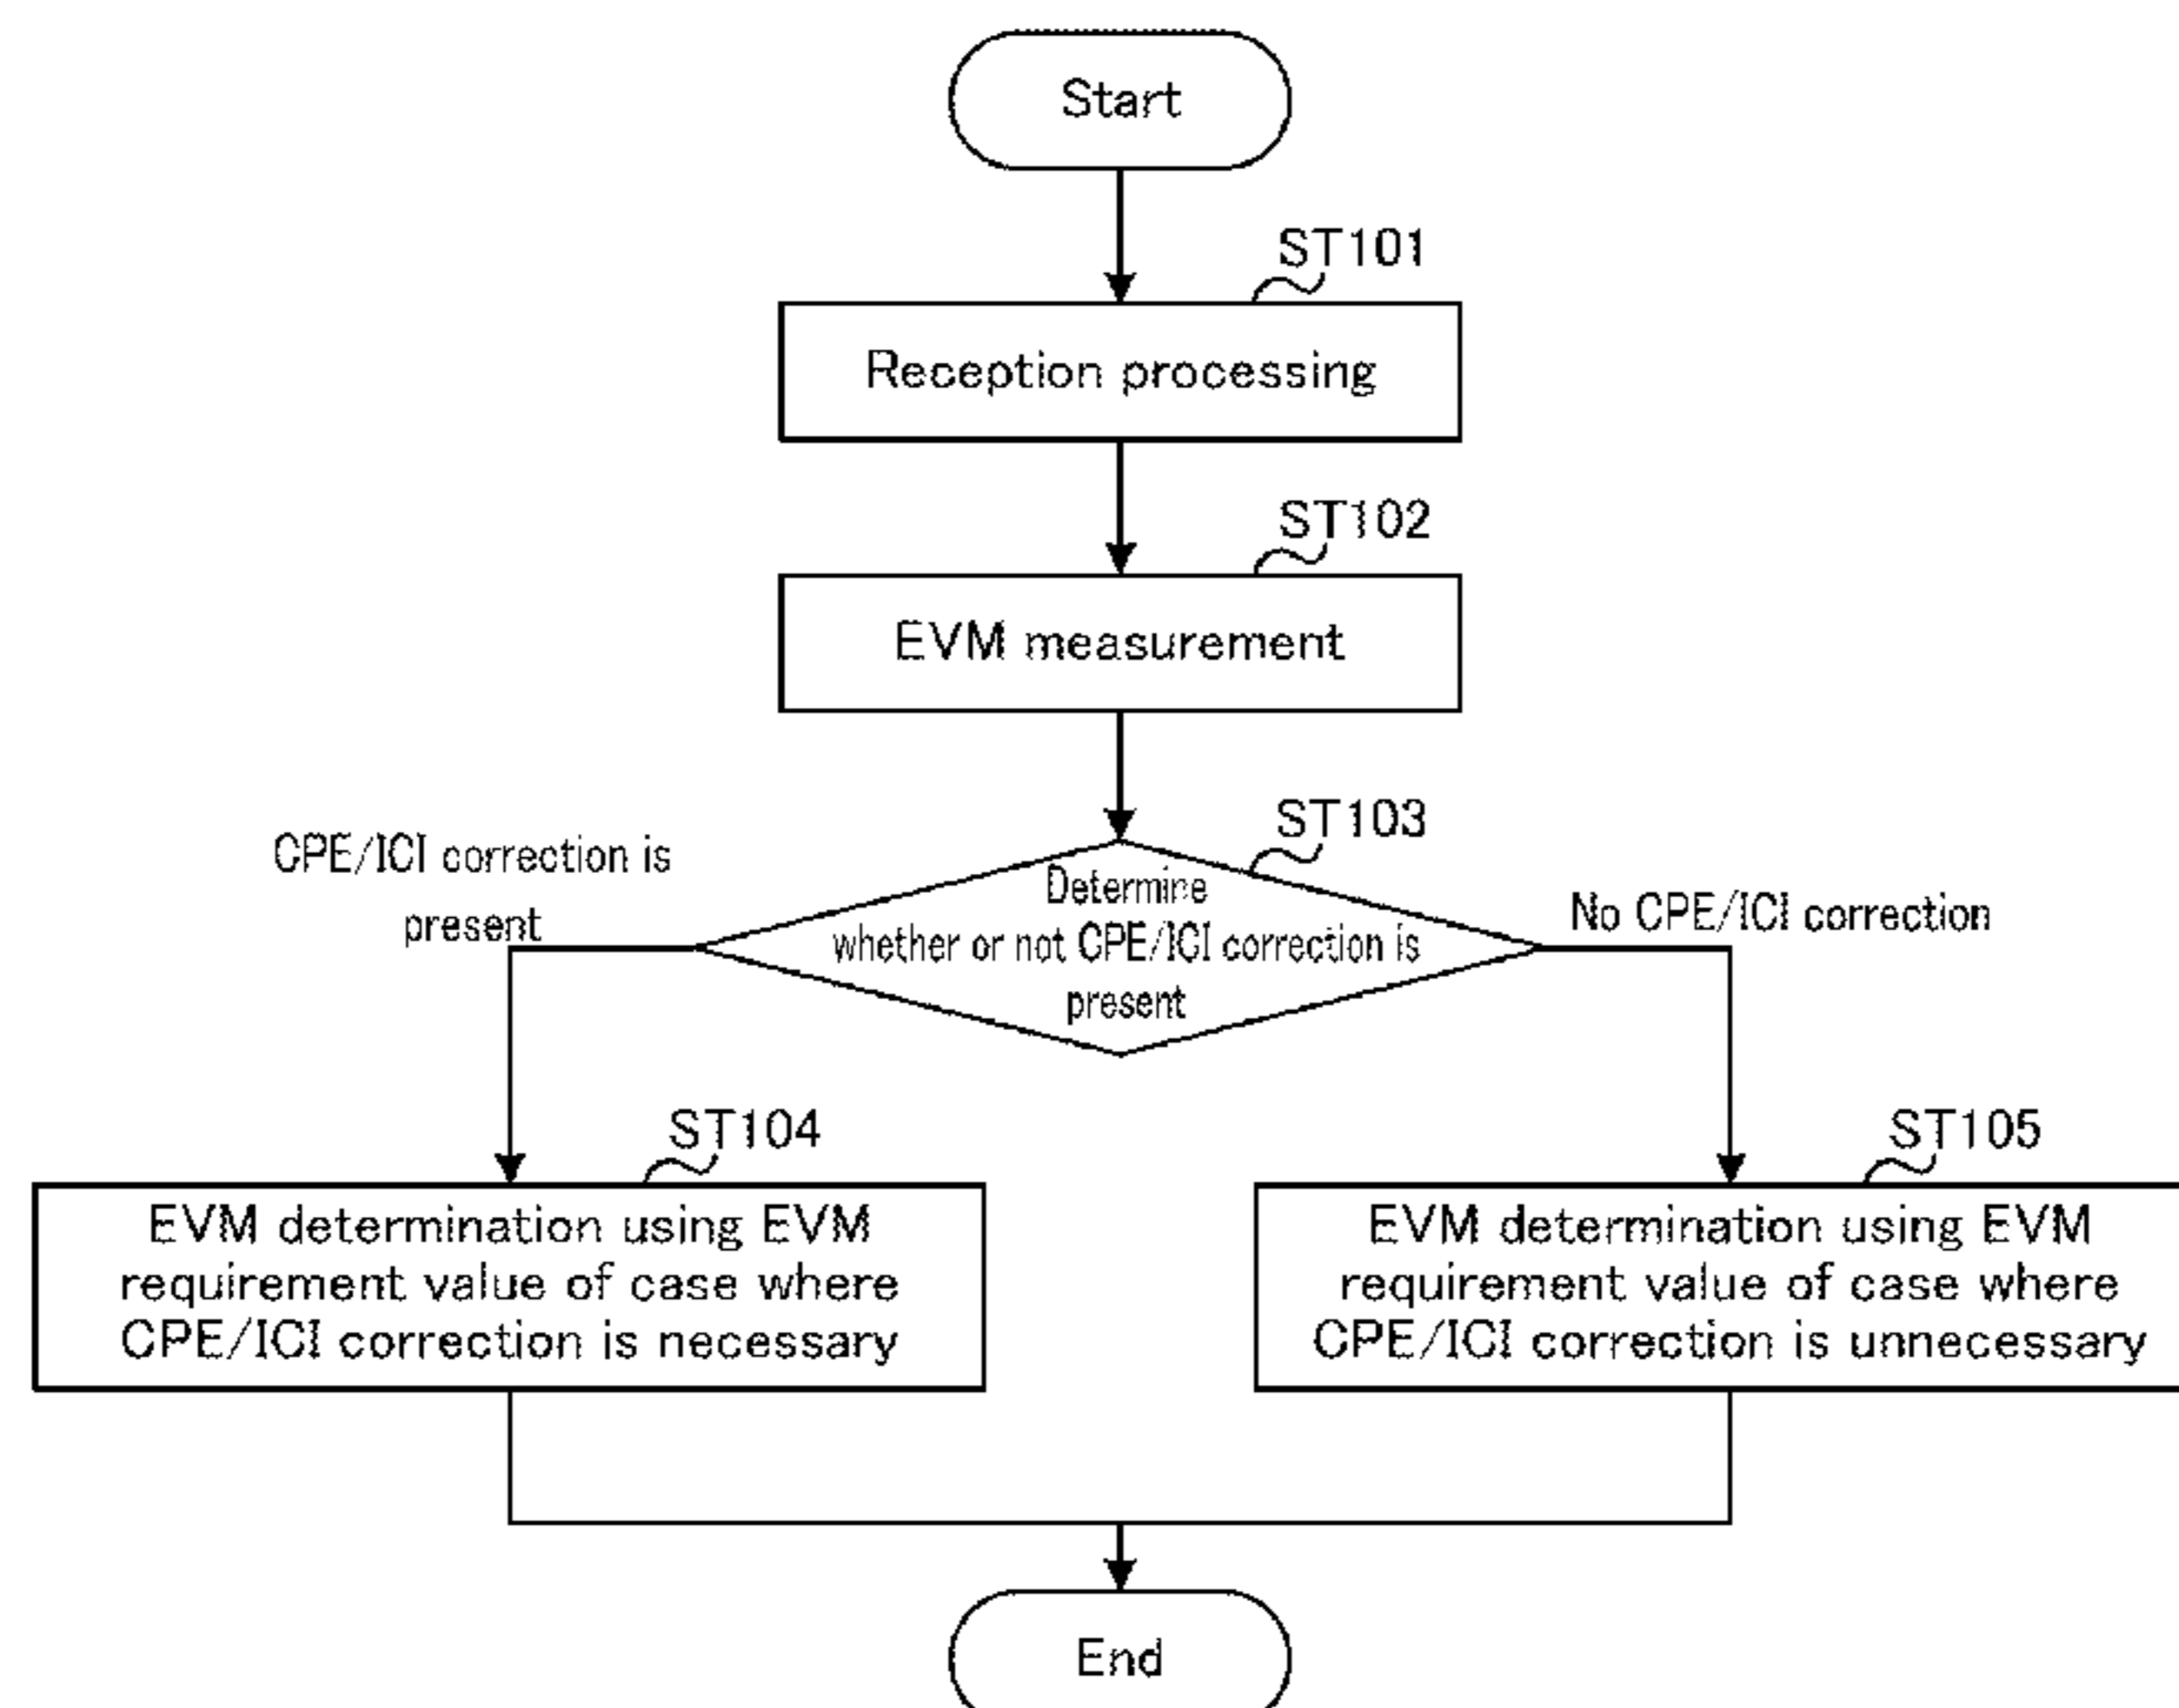 Start
ST101
Reception processing
ST102
EVM measurement
ST103
CPE/ICI correction is
present
Determine
whether or not CPE/ICI correction is
present
No CPE/ICI correction
ST104
EVM determination using EVM
requirement value of case where
CPE/ICI correction is necessary
ST105
EVM determination using EVM
requirement value of case where
CPE/ICI correction is unnecessary
End